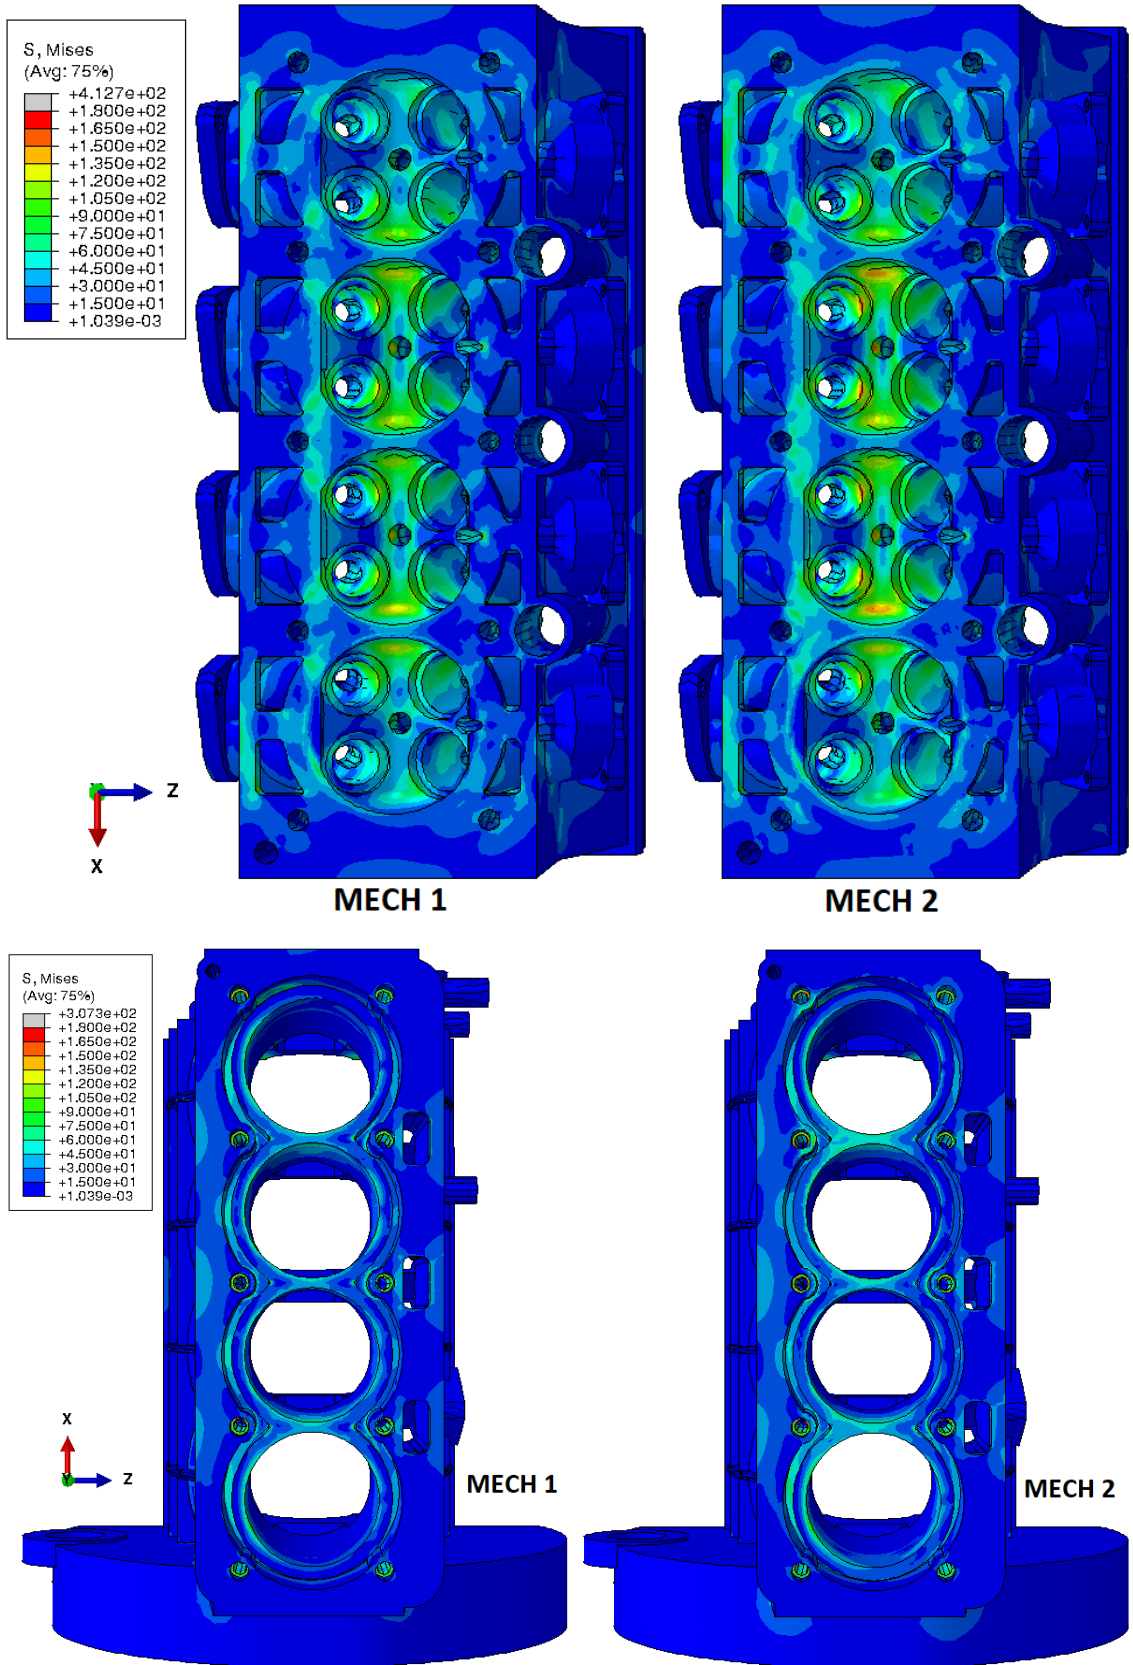 S, Mises
(Avg: 75%)
+4.127e+02
+1.800e+02
+1.650e+02
+1.500e+02
+1.350e+02
+1.200e+02
+1.050e+02
+9.000e+01
+7.500e+01
+6.000e+01
+4.500e+01
+3.000e+01
+1.500e+01
+1.039e-03
Z
X
MECH 1
MECH 2
S, Mises
(Avg: 75%)
+3.073e+02
+1.800e+02
+1.650e+02
+1.500e+02
+1.350e+02
+1.200e+02
+1.050e+02
+9.000e+01
+7.500e+01
+6.000e+01
+4.500e+01
+3.000e+01
+1.500e+01
+1.039e-03
X
Y
Z
MECH 1
MECH 2